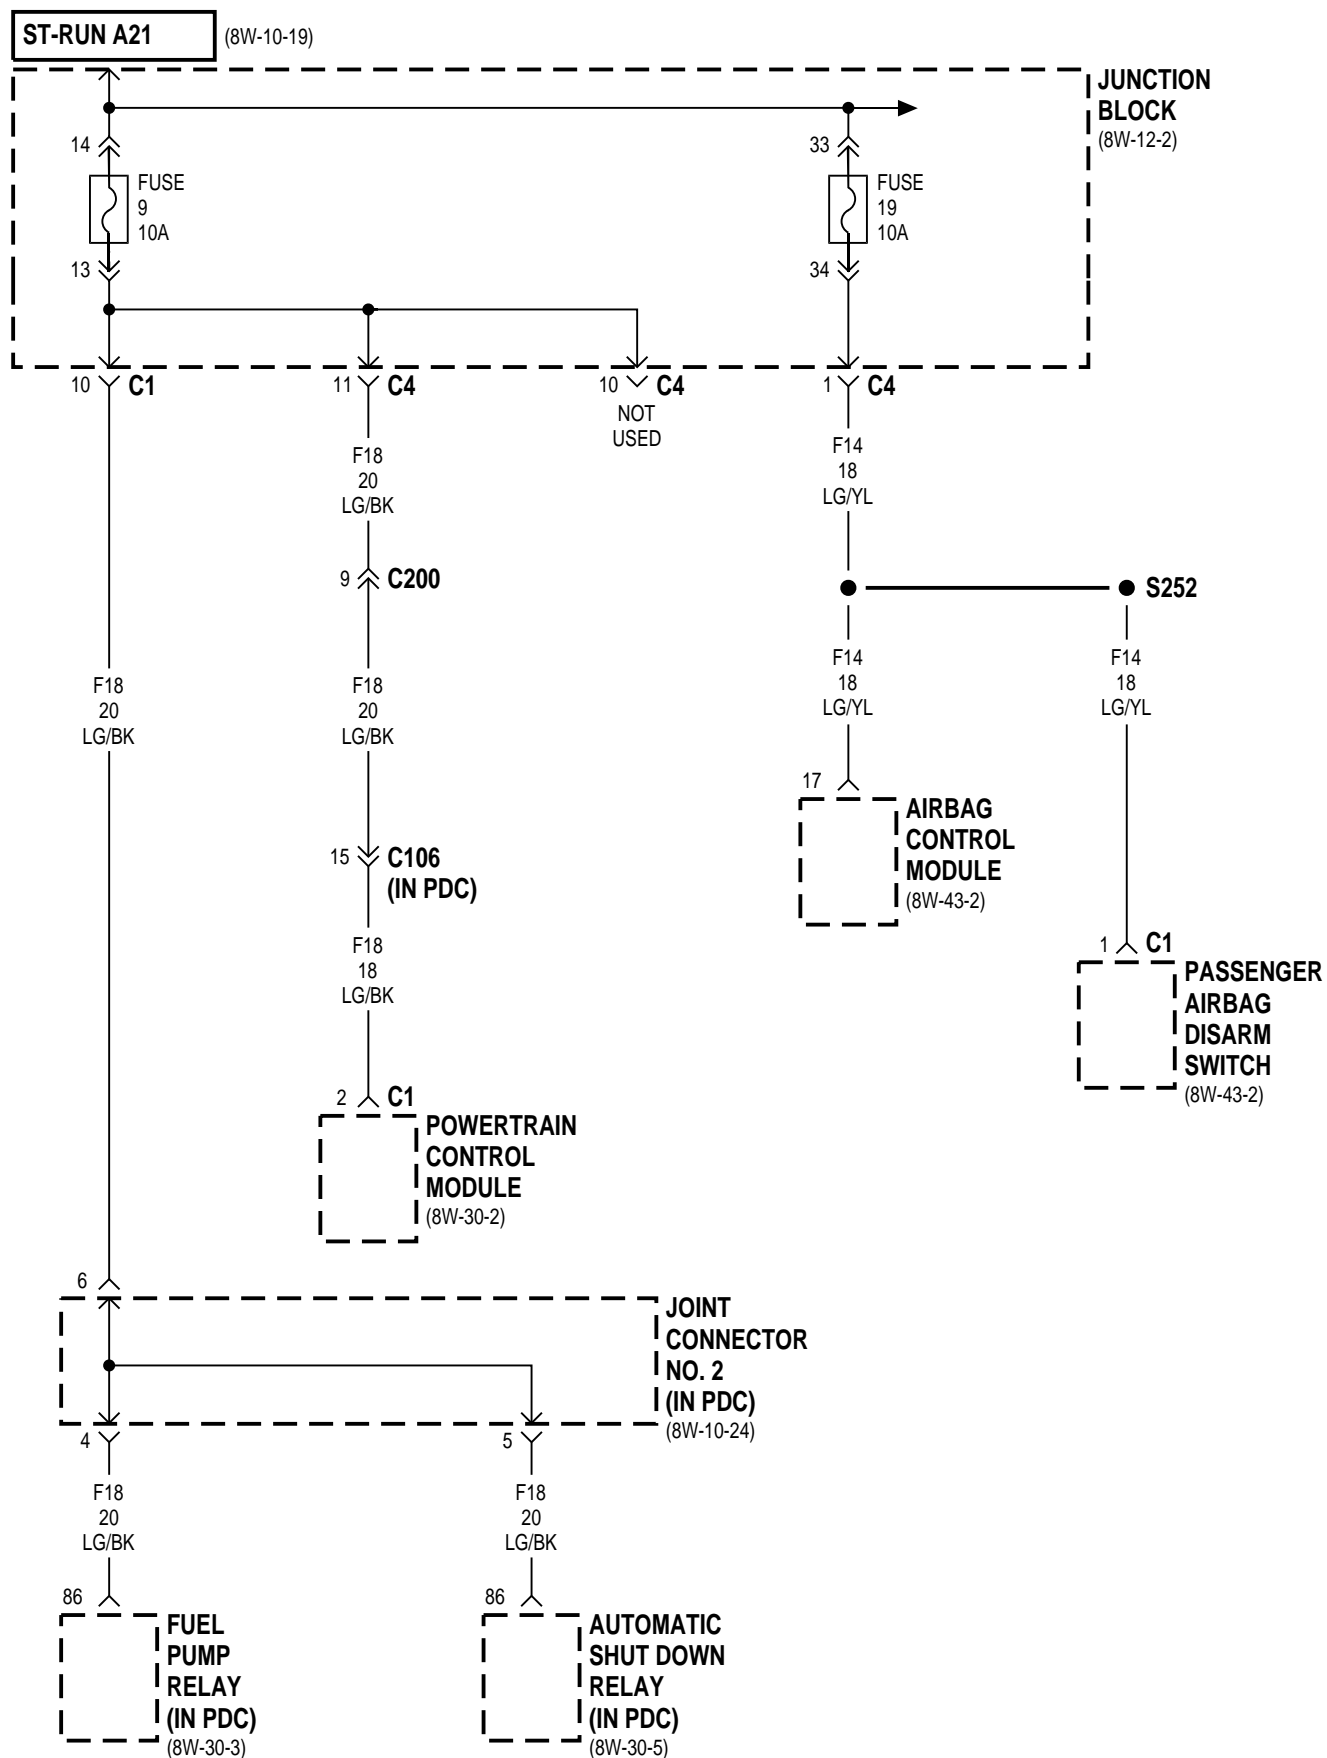 ST-RUN A21
(8W-10-19)
JUNCTION
BLOCK
(8W-12-2)
14
FUSE
9
10A
13
33
FUSE
19
10A
34
10
C1
11
C4
10
C4
NOT
USED
1
C4
F18
20
LG/BK
F14
18
LG/YL
9
C200
S252
F18
20
LG/BK
F18
20
LG/BK
F14
18
LG/YL
F14
18
LG/YL
17
AIRBAG
CONTROL
MODULE
(8W-43-2)
15
C106
(IN PDC)
F18
18
LG/BK
1
C1
PASSENGER
AIRBAG
DISARM
SWITCH
(8W-43-2)
2
C1
POWERTRAIN
CONTROL
MODULE
(8W-30-2)
6
JOINT
CONNECTOR
NO. 2
(IN PDC)
(8W-10-24)
4
5
F18
20
LG/BK
F18
20
LG/BK
86
FUEL
PUMP
RELAY
(IN PDC)
(8W-30-3)
86
AUTOMATIC
SHUT DOWN
RELAY
(IN PDC)
(8W-30-5)